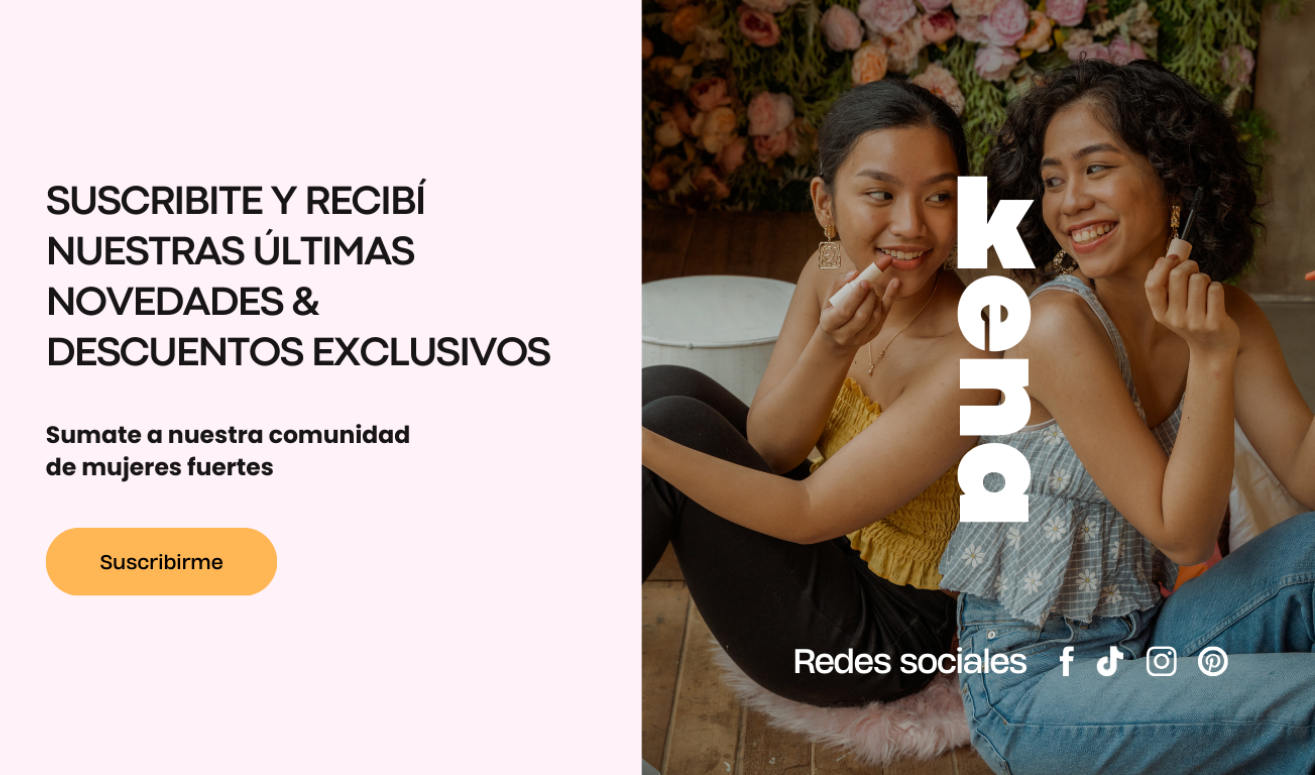 SUSCRIBITE Y RECIBÍ
NUESTRAS ÚLTIMAS
NOVEDADES &
DESCUENTOS EXCLUSIVOS
Sumate a nuestra comunidad
de mujeres fuertes
Suscribirme
kena
Redes sociales